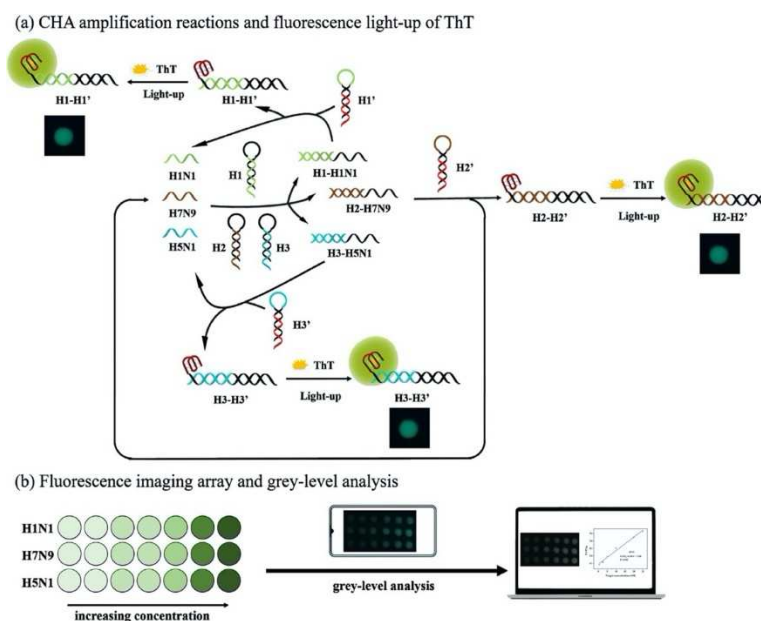 (a) CHA amplification reactions and fluorescence light-up of ThT
ThT
Light-up
H1-H1'
H1-H1'
H1'
H1N1
H1
H1-H1N1
H7N9
H2-H7N9
H5N1
H2
H3
H3-H5N1
H2'
H2-H2'
ThT
Light-up
H2-H2'
H3'
H3-H3'
ThT
Light-up
H3-H3'
(b) Fluorescence imaging array and grey-level analysis
H1N1
H7N9
H5N1
increasing concentration
grey-level analysis